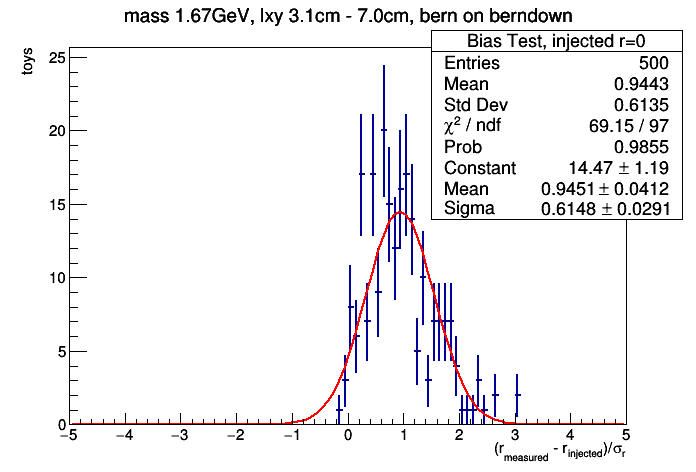 mass 1.67GeV, lxy 3.1cm - 7.0cm, bern on berndown
Bias Test, injected r=0
Entries 500
Mean 0.9443
Std Dev 0.6135
χ² / ndf 69.15 / 97
Prob 0.9855
Constant 14.47 ± 1.19
Mean 0.9451 ± 0.0412
Sigma 0.6148 ± 0.0291
toys
25
20
15
10
5
0
−5 −4 −3 −2 −1 0 1 2 3 4 5
(r_measured - r_injected)/σ_r